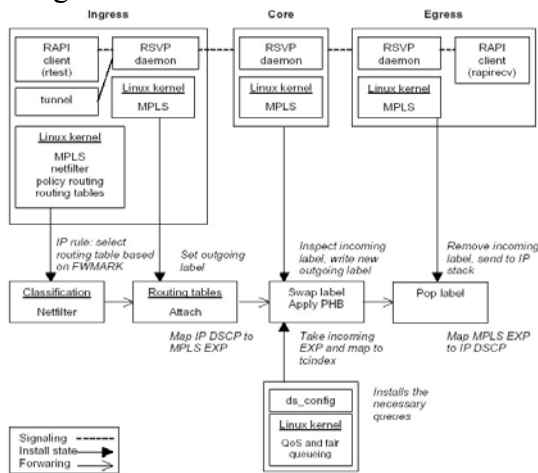 Ingress
Core
Egress
RAPI
client
(rtest)
RSVP
daemon
RSVP
daemon
RSVP
daemon
RAPI
client
(rapirecv)
tunnel
Linux kernel
MPLS
Linux kernel
MPLS
Linux kernel
MPLS
Linux kernel
MPLS
netfilter
policy routing
routing tables
IP rule: select
routing table based
on FWMARK
Set outgoing
label
Inspect incoming
label, write new
outgoing label
Remove incoming
label, send to IP
stack
Classification
Netfilter
Routing tables
Attach
Swap label
Apply PHB
Pop label
Map IP DSCP to
MPLS EXP
Take incoming
EXP and map to
tcindex
Map MPLS EXP
to IP DSCP
ds_config
Linux kernel
QoS and fair
queueing
Installs the
necessary
queues
Signaling
Install state
Forwaring